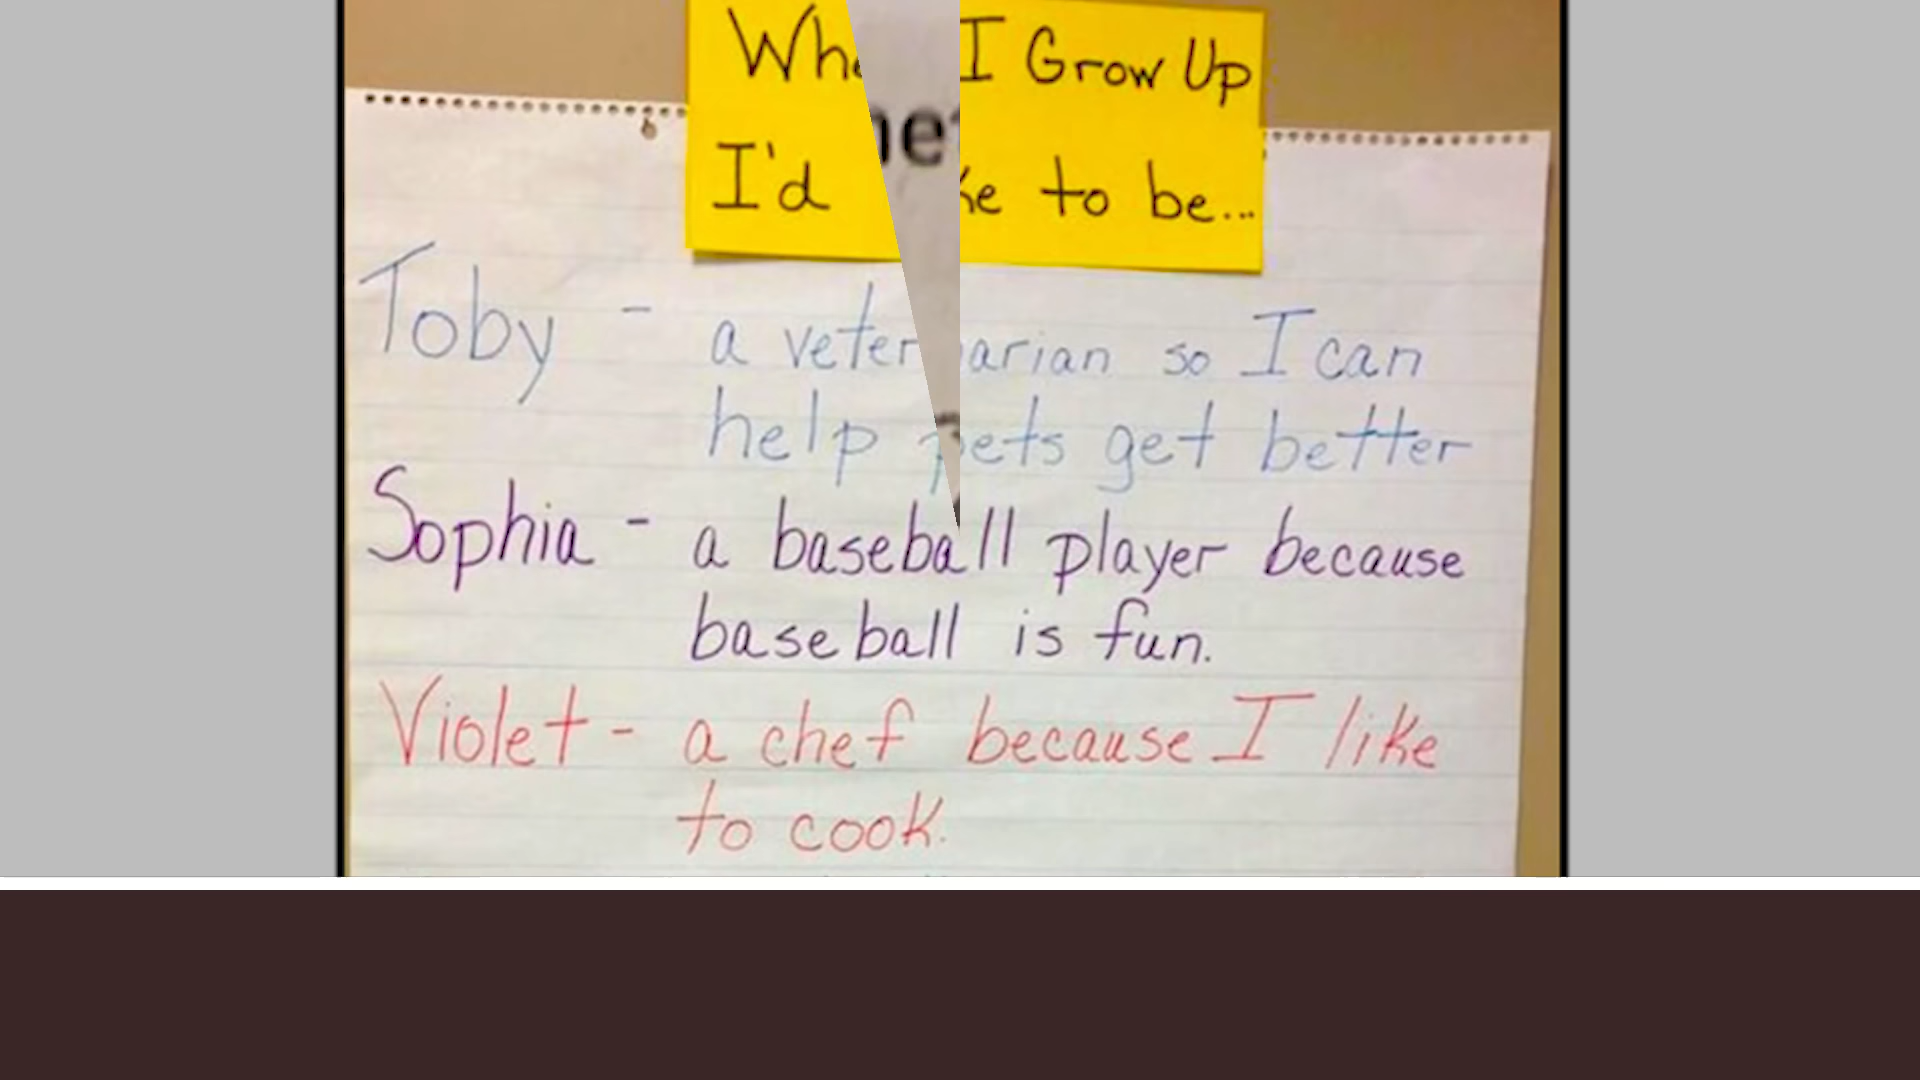 I Grow Up
I'd to be...
Toby - a so I can
help pets get better
Sophia - a baseball player because
baseball is fun.
Violet - a chef because I like
to cook.